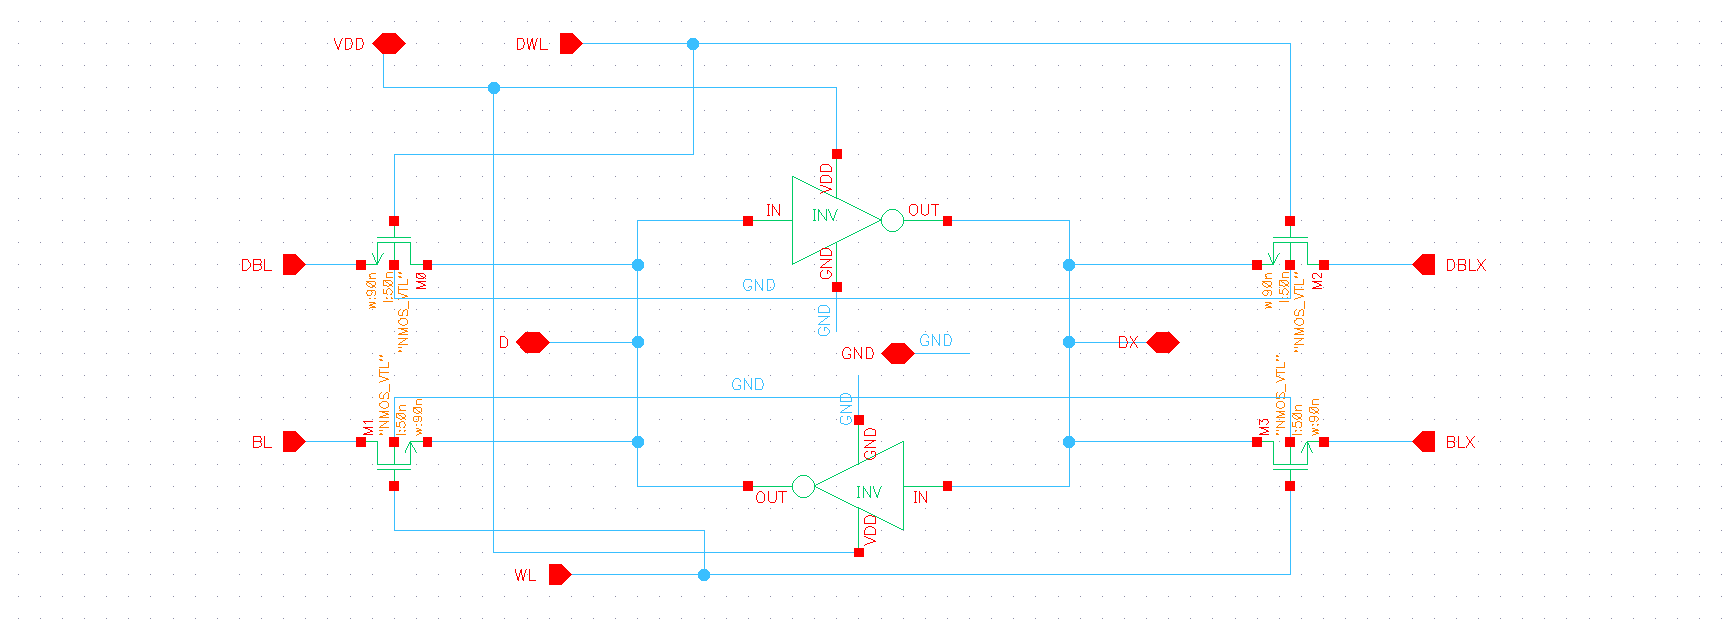 VDD
DWL
VDD
IN
INV
OUT
GND
DBL
w:90n
l:50n
"NMOS_VTL"
M0
GND
GND
w:90n
l:50n
"NMOS_VTL"
M2
DBLX
D
GND
GND
DX
GND
GND
BL
M1
"NMOS_VTL"
l:50n
w:90n
GND
M3
"NMOS_VTL"
l:50n
w:90n
BLX
OUT
INV
IN
VDD
WL